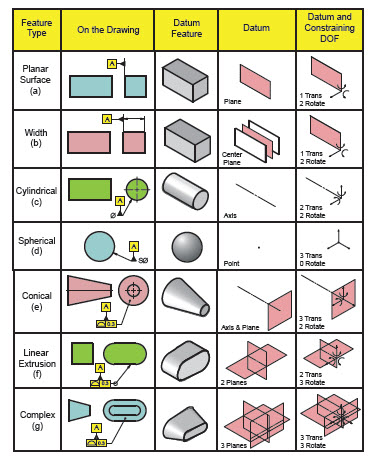 Feature
Type
On the Drawing
Datum
Feature
Datum
Datum and
Constraining
DOF
Planar
Surface
(a)
A
Plane
1 Trans
2 Rotate
Width
(b)
A
Center
Plane
1 Trans
2 Rotate
Cylindrical
(c)
A
Ø
Axis
2 Trans
2 Rotate
Spherical
(d)
A
SØ
Point
3 Trans
0 Rotate
Conical
(e)
A
0.3
Axis & Plane
3 Trans
2 Rotate
Linear
Extrusion
(f)
A
0.3
2 Planes
2 Trans
3 Rotate
Complex
(g)
A
0.3
3 Planes
3 Trans
3 Rotate